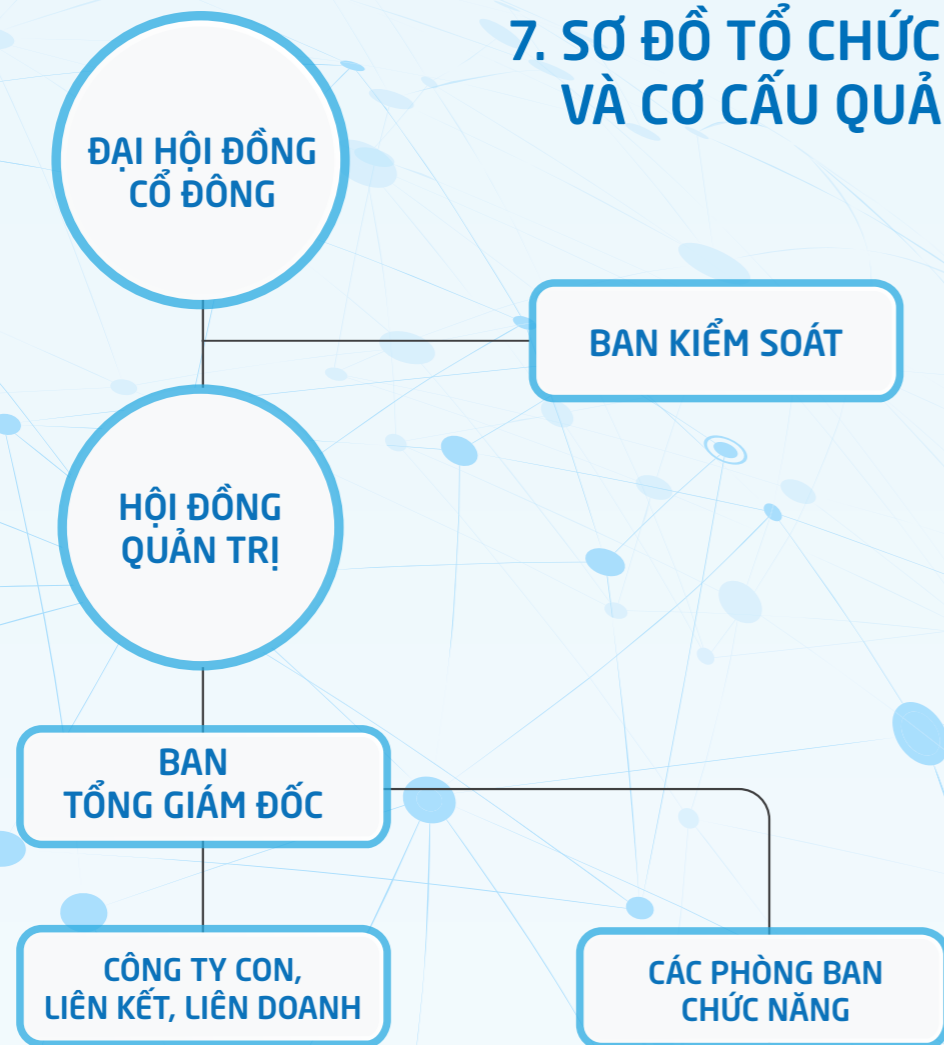 7. SƠ ĐỒ TỔ CHỨC
VÀ CƠ CẤU QUẢ
ĐẠI HỘI ĐỒNG
CỔ ĐÔNG
BAN KIỂM SOÁT
HỘI ĐỒNG
QUẢN TRỊ
BAN
TỔNG GIÁM ĐỐC
CÔNG TY CON,
LIÊN KẾT, LIÊN DOANH
CÁC PHÒNG BAN
CHỨC NĂNG